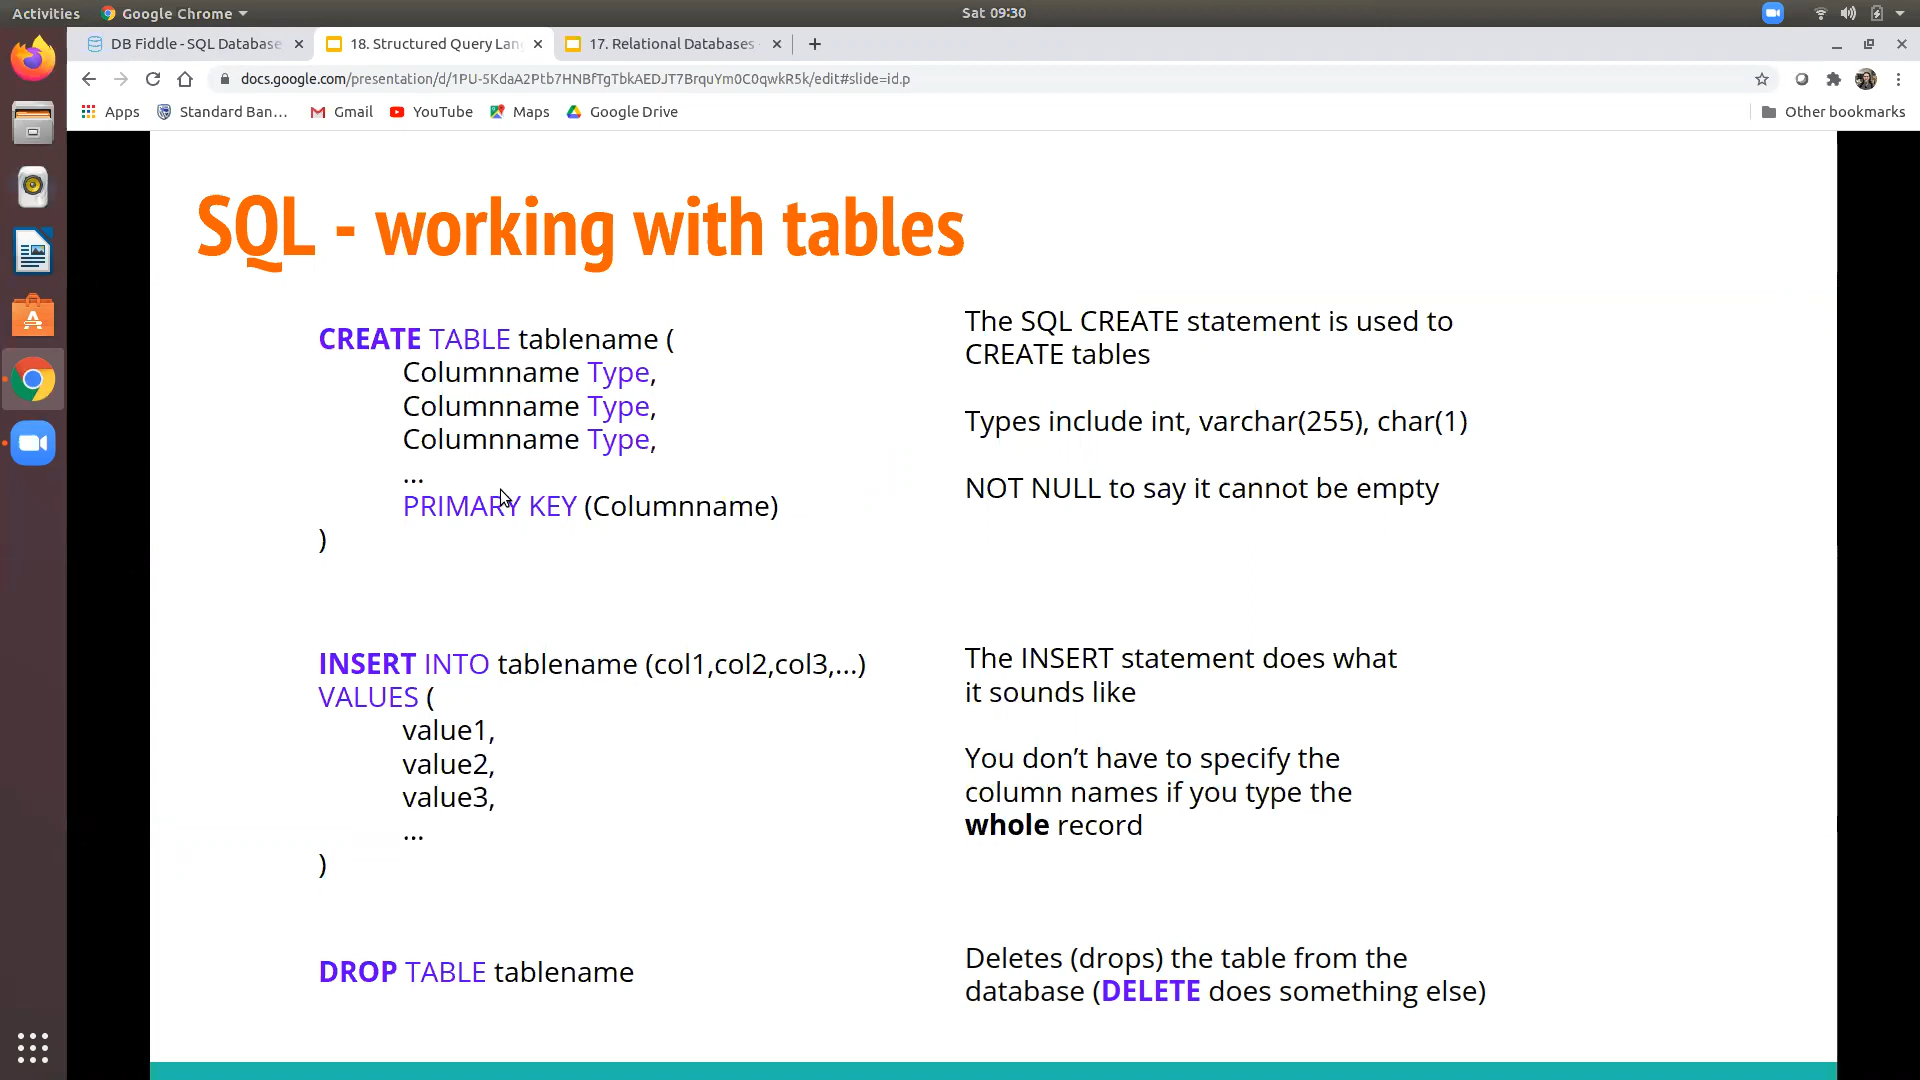 Activities
Google Chrome
Sat 09:30
DB Fiddle - SQL Database
18. Structured Query Lan
17. Relational Databases
docs.google.com/presentation/d/1PU-5KdaA2Ptb7HNBfTgTbkAEDJT7BrquYm0C0qwkR5k/edit#slide=id.p
Apps
Standard Ban...
Gmail
YouTube
Maps
Google Drive
Other bookmarks
SQL - working with tables
CREATE TABLE tablename (
Columnname Type,
Columnname Type,
Columnname Type,
...
PRIMARY KEY (Columnname)
)
The SQL CREATE statement is used to
CREATE tables
Types include int, varchar(255), char(1)
NOT NULL to say it cannot be empty
INSERT INTO tablename (col1,col2,col3,...)
VALUES (
value1,
value2,
value3,
...
)
The INSERT statement does what
it sounds like
You don’t have to specify the
column names if you type the
whole record
DROP TABLE tablename
Deletes (drops) the table from the
database (DELETE does something else)